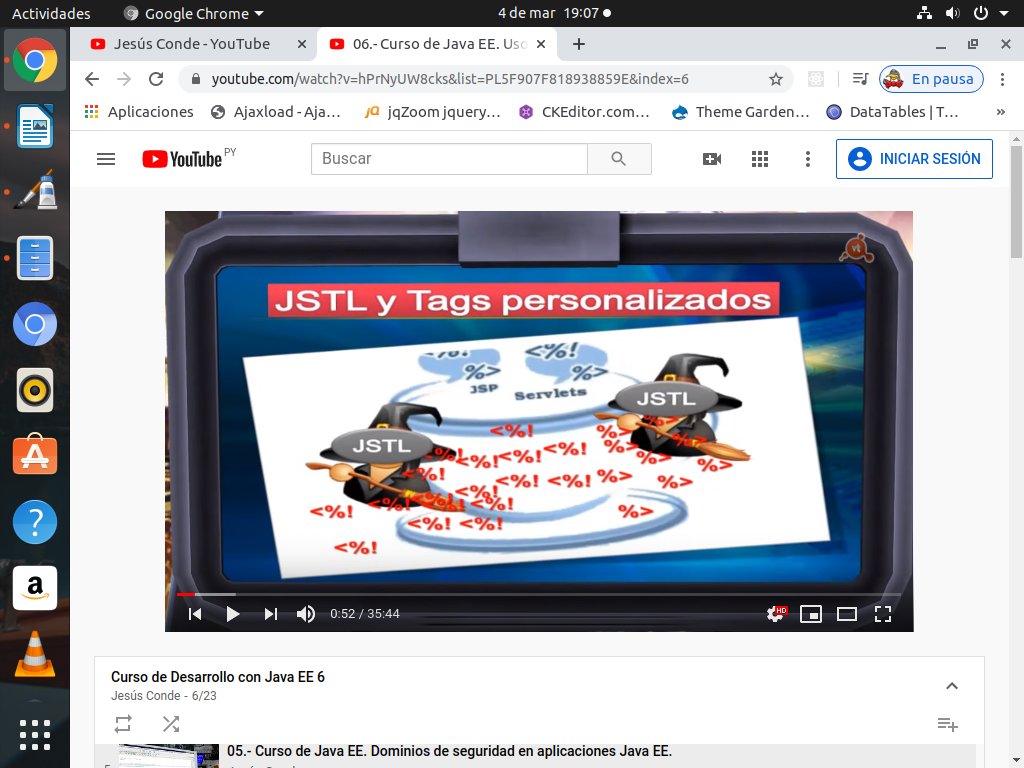 Actividades
Google Chrome
4 de mar 19:07
Jesús Conde - YouTube
06.- Curso de Java EE. Uso
youtube.com/watch?v=hPrNyUW8cks&list=PL5F907F818938859E&index=6
En pausa
Aplicaciones
Ajaxload - Aja…
jqZoom jquery…
CKEditor.com…
Theme Garden…
DataTables | T…
»
YouTube PY
Buscar
INICIAR SESIÓN
vt
JSTL y Tags personalizados
<%! <%!
%> %>
JSP Servlets
JSTL
JSTL
<%! %> %>
%> <%! <%! <%! %> %> %>
<%! <%! <%! %> %>
<%! <%! <%! <%! %>
<%! <%!
<%!
0:52 / 35:44
HD
Curso de Desarrollo con Java EE 6
Jesús Conde - 6/23
05.- Curso de Java EE. Dominios de seguridad en aplicaciones Java EE.
a
?